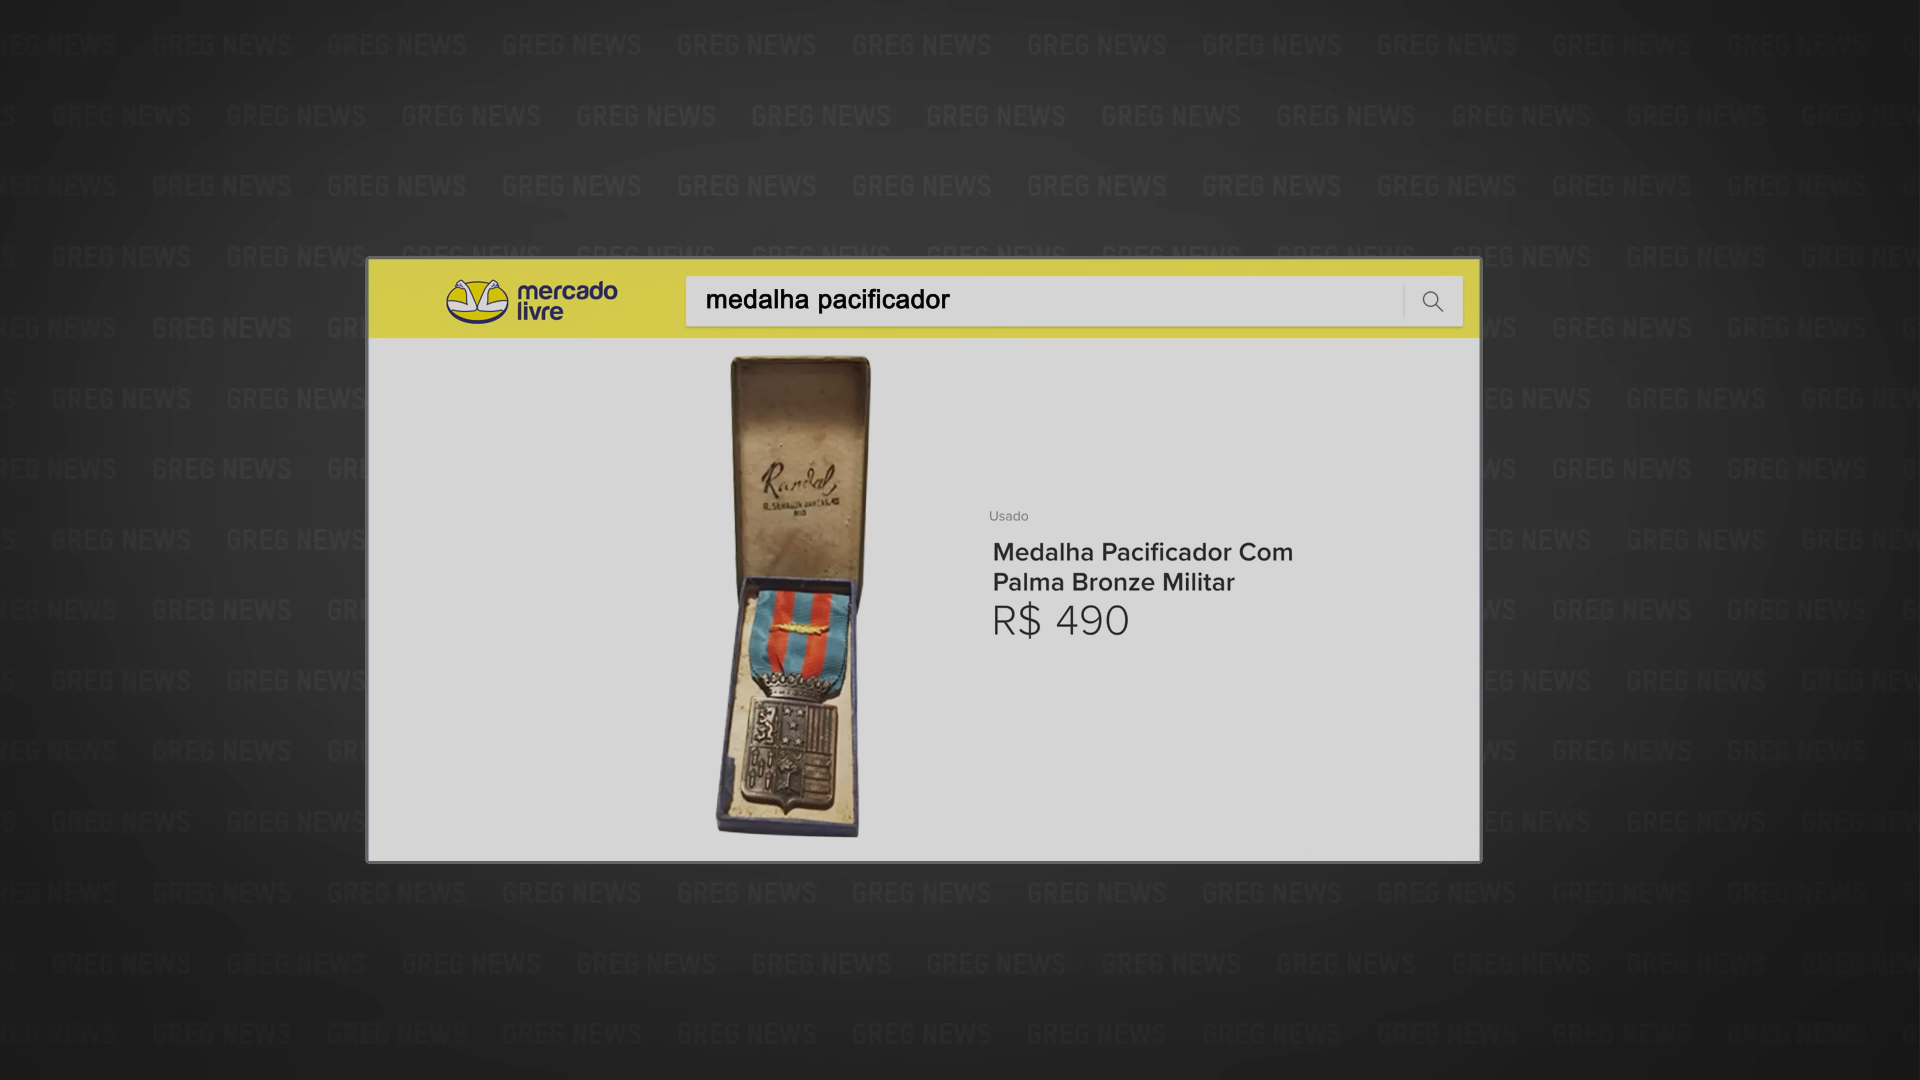 mercado
livre
medalha pacificador
Randal
RIO
Usado
Medalha Pacificador Com
Palma Bronze Militar
R$ 490
GREG NEWS